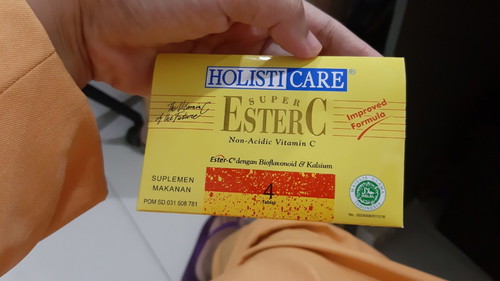 HOLISTICARE®
The Vitamin C
of the Future
SUPER
ESTER C
Non-Acidic Vitamin C
Improved
Formula
Ester-C® dengan Bioflavonoid & Kalsium
SUPLEMEN
MAKANAN
4
Tablet
POM SD.031 508 781